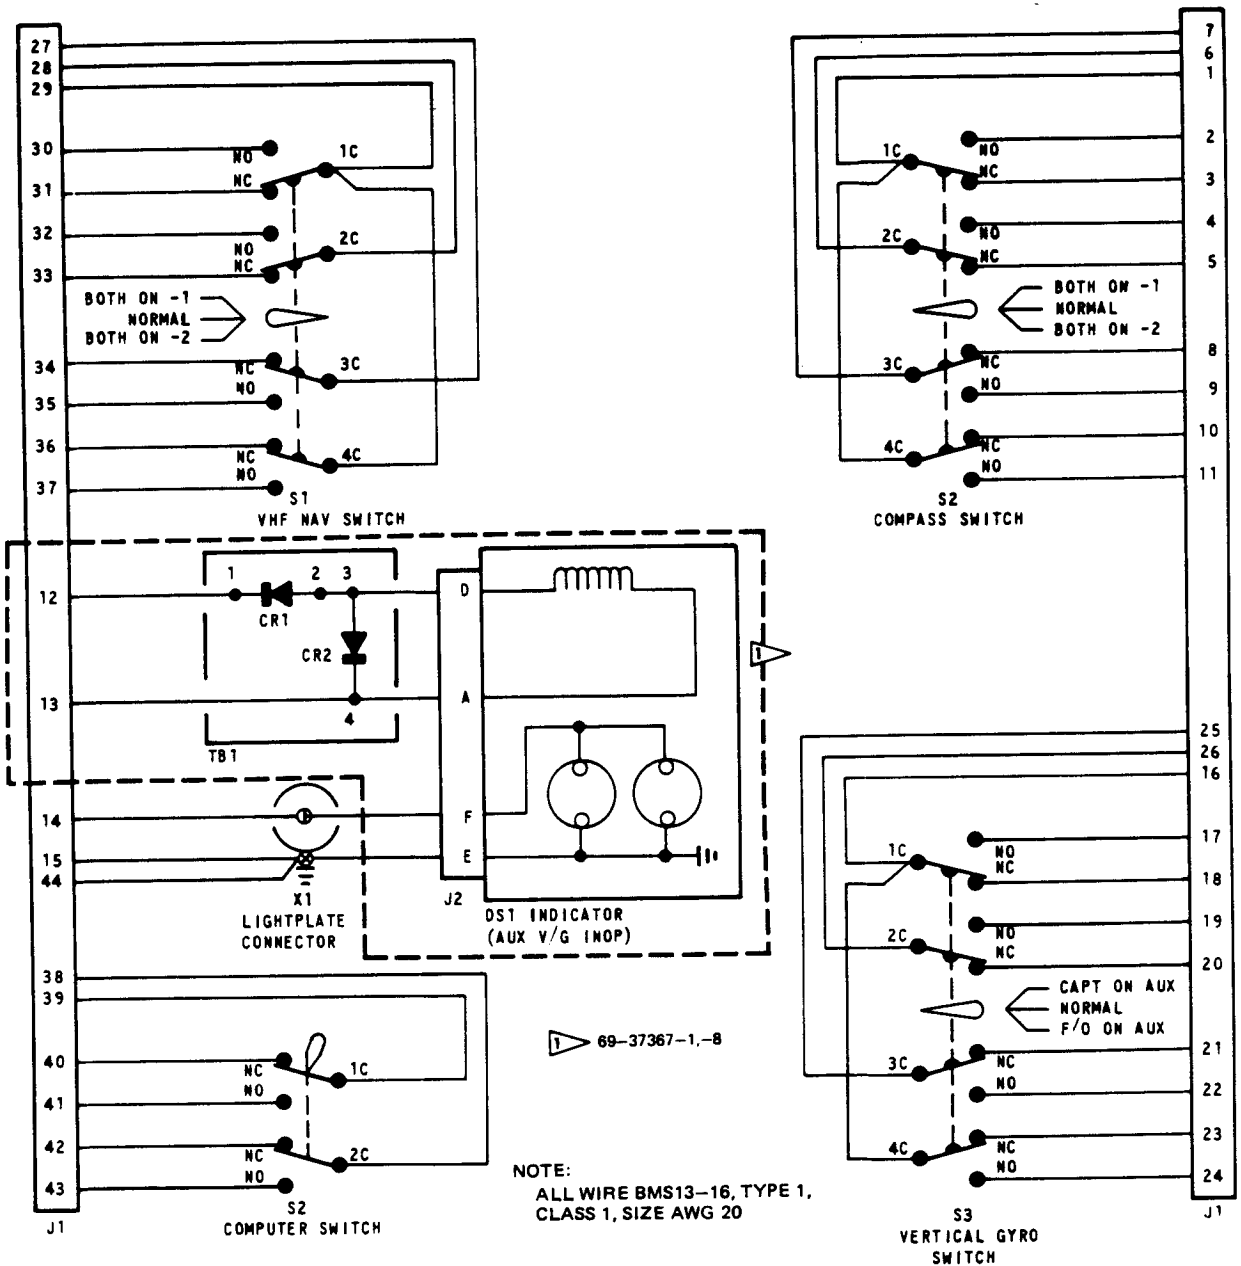 27
28
29
30
NO
1C
NC
31
32
NO
2C
NC
33
BOTH ON -1
NORMAL
BOTH ON -2
34
NC
3C
NO
35
36
NC
4C
NO
37
S1
VHF NAV SWITCH
7
6
1
2
1C
NO
NC
3
4
2C
NO
NC
5
BOTH ON -1
NORMAL
BOTH ON -2
8
3C
NC
NO
9
10
4C
NC
NO
11
S2
COMPASS SWITCH
12
1
2
3
D
CR1
CR2
1
13
4
A
TB1
14
F
15
E
44
X1
LIGHTPLATE
CONNECTOR
J2
DS1 INDICATOR
(AUX V/G INOP)
25
26
16
17
1C
NO
NC
18
19
2C
NO
NC
20
CAPT ON AUX
NORMAL
F/O ON AUX
21
3C
NC
NO
22
23
4C
NC
NO
24
J1
S3
VERTICAL GYRO
SWITCH
38
39
40
NC
1C
NO
41
42
NC
2C
NO
43
J1
S2
COMPUTER SWITCH
1 69-37367-1,-8
NOTE:
ALL WIRE BMS13-16, TYPE 1,
CLASS 1, SIZE AWG 20